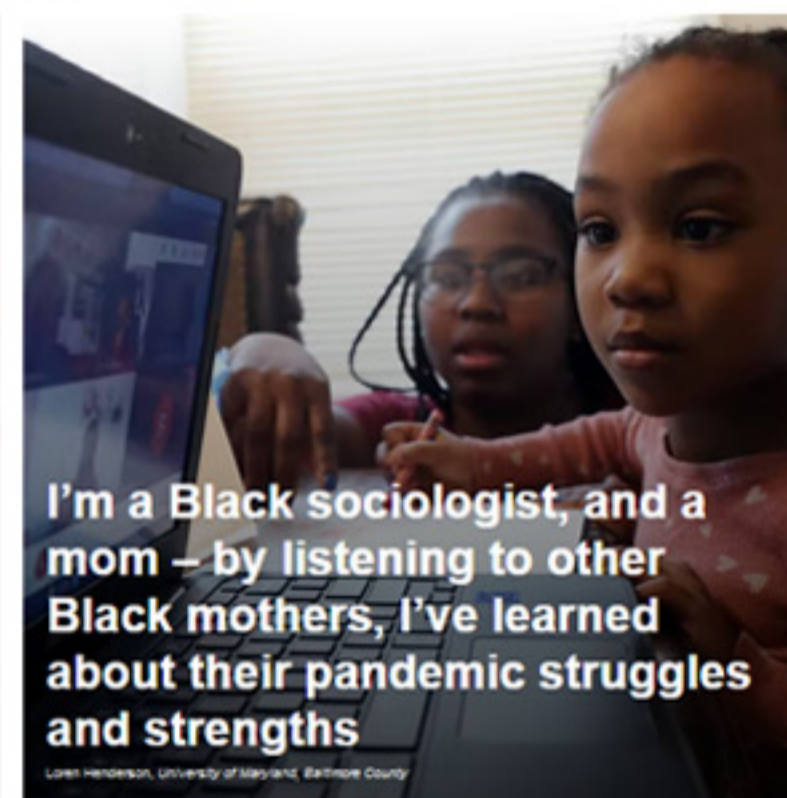 I'm a Black sociologist, and a
mom – by listening to other
Black mothers, I've learned
about their pandemic struggles
and strengths
Loren Henderson, University of Maryland, Baltimore County